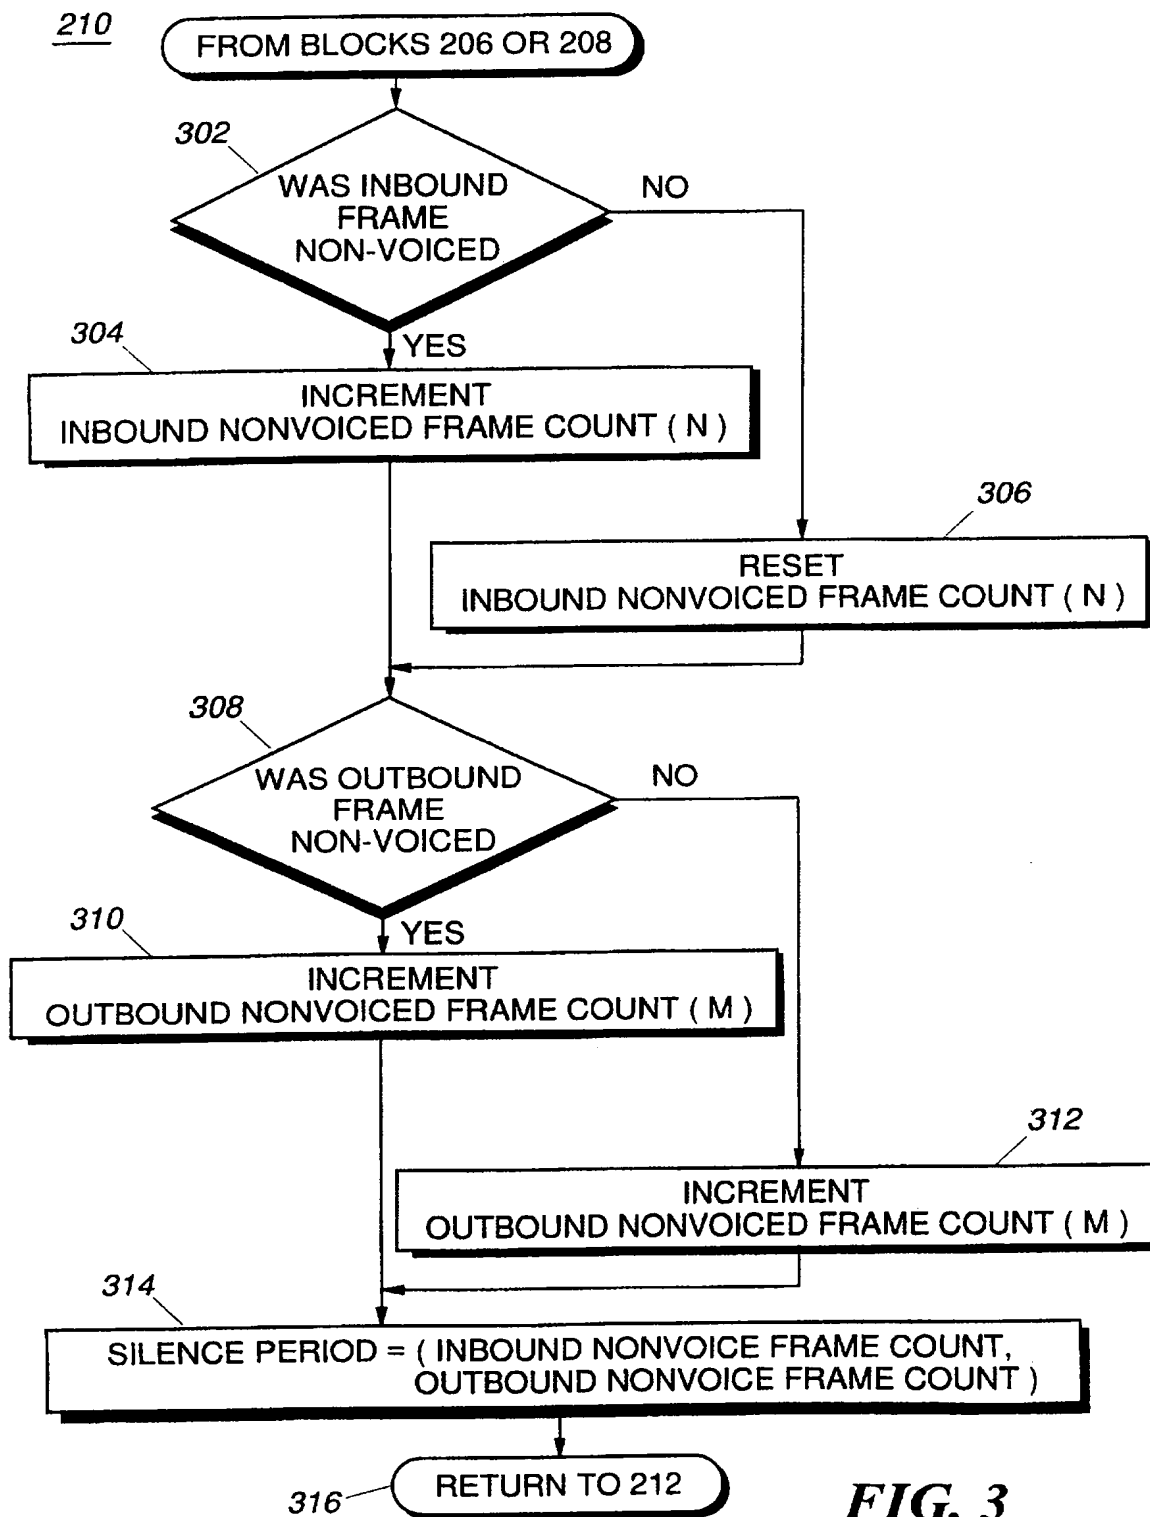 210
FROM BLOCKS 206 OR 208
302
WAS INBOUND
FRAME
NON-VOICED
NO
YES
304
INCREMENT
INBOUND NONVOICED FRAME COUNT ( N )
306
RESET
INBOUND NONVOICED FRAME COUNT ( N )
308
WAS OUTBOUND
FRAME
NON-VOICED
NO
YES
310
INCREMENT
OUTBOUND NONVOICED FRAME COUNT ( M )
312
INCREMENT
OUTBOUND NONVOICED FRAME COUNT ( M )
314
SILENCE PERIOD = ( INBOUND NONVOICE FRAME COUNT,
OUTBOUND NONVOICE FRAME COUNT )
316
RETURN TO 212
FIG. 3